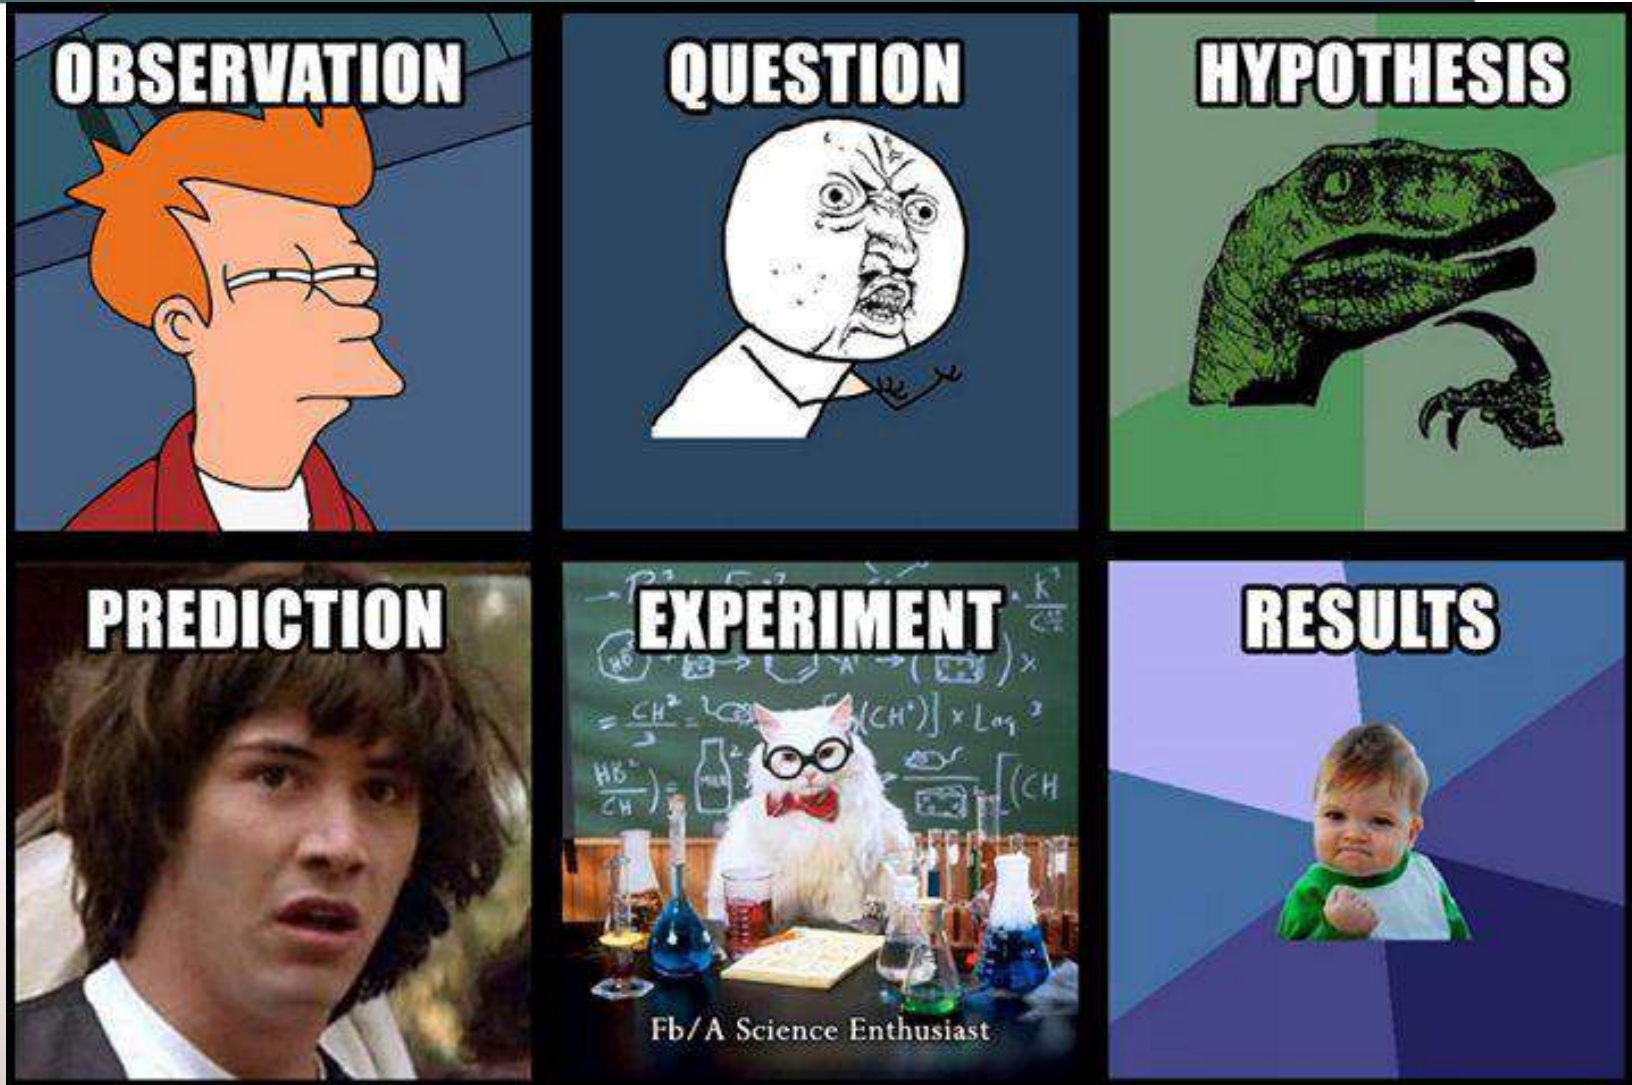 OBSERVATION
QUESTION
HYPOTHESIS
PREDICTION
EXPERIMENT
RESULTS
Fb/A Science Enthusiast